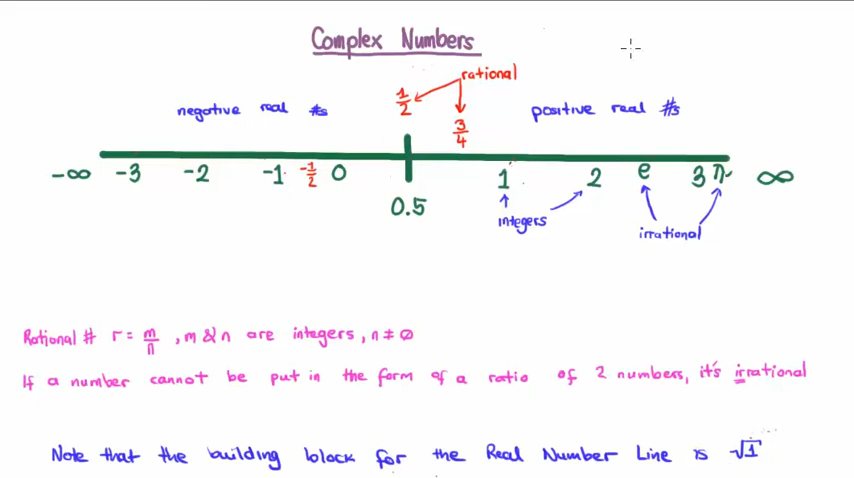 Complex Numbers
rational
1/2
negative real #s
positive real #s
3/4
-∞ -3 -2 -1 -1/2 0 1 2 e 3 π ∞
0.5
integers
irrational
Rational # r = m/n , m & n are integers, n ≠ 0
If a number cannot be put in the form of a ratio of 2 numbers, it's irrational
Note that the building block for the Real Number Line is √1